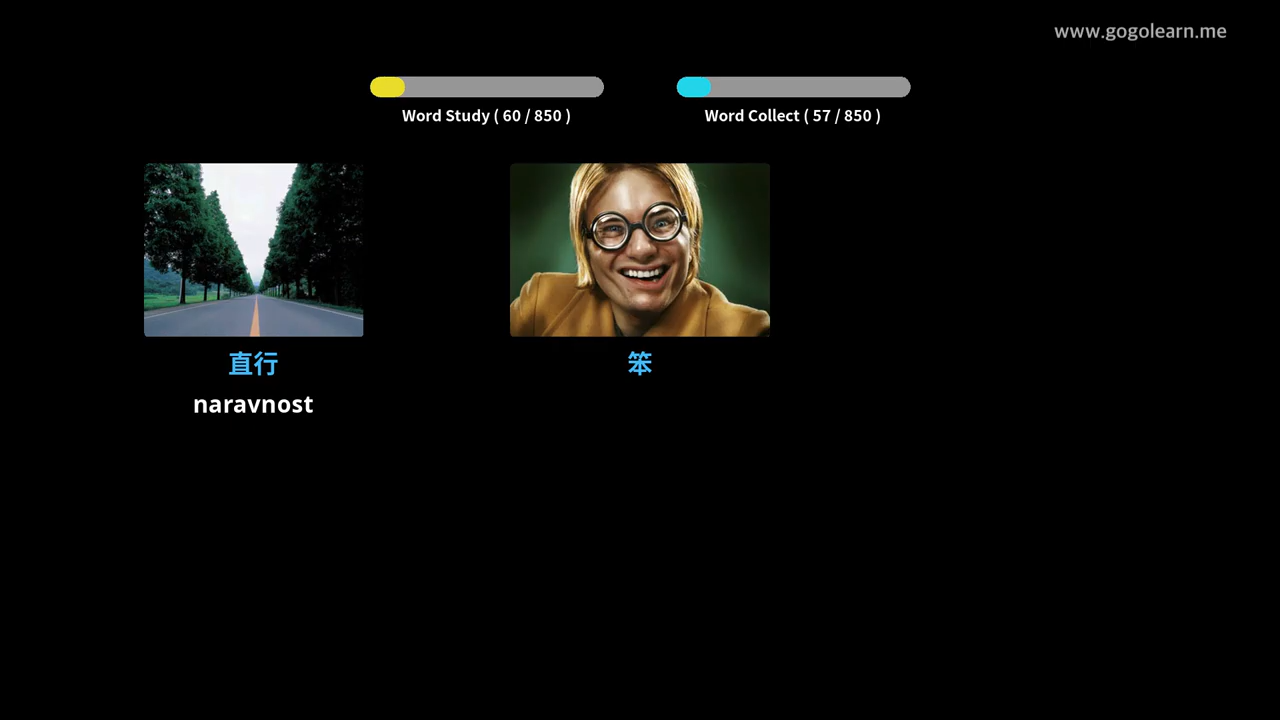 www.gogolearn.me
Word Study ( 60 / 850 )
Word Collect ( 57 / 850 )
直行
naravnost
笨